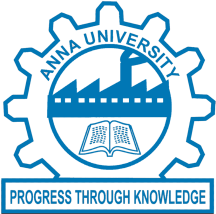 ANNA UNIVERSITY
PROGRESS THROUGH KNOWLEDGE